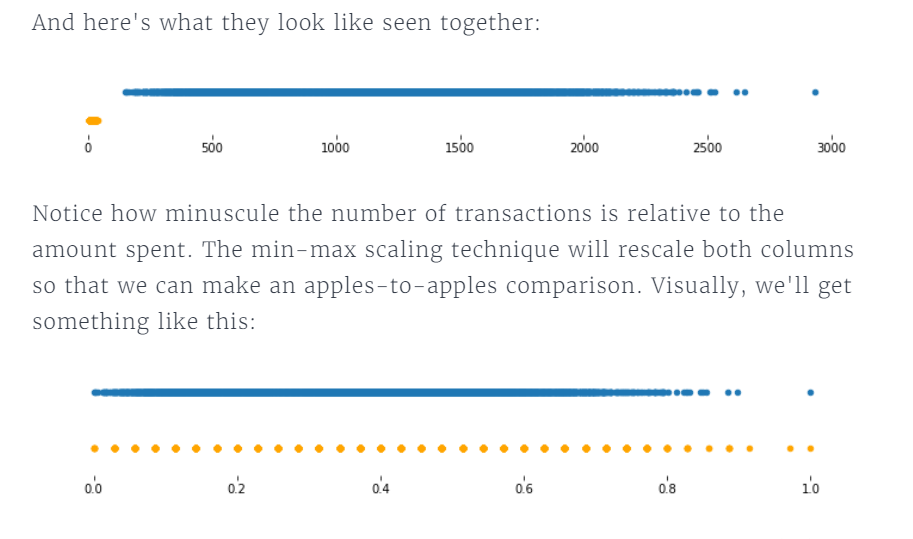 And here's what they look like seen together:
0 500 1000 1500 2000 2500 3000
Notice how minuscule the number of transactions is relative to the
amount spent. The min-max scaling technique will rescale both columns
so that we can make an apples-to-apples comparison. Visually, we'll get
something like this:
0.0 0.2 0.4 0.6 0.8 1.0